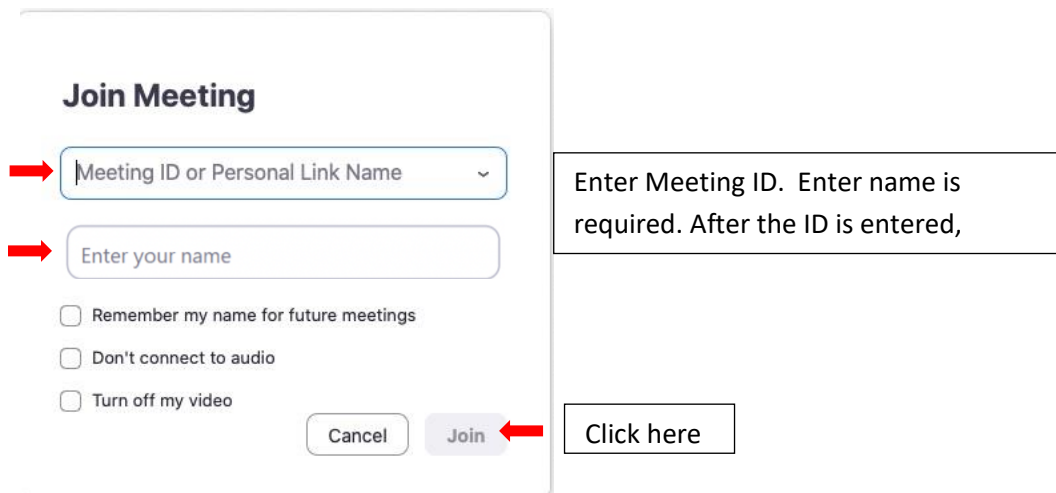 Join Meeting
Meeting ID or Personal Link Name
Enter Meeting ID.  Enter name is
required. After the ID is entered,
Enter your name
Remember my name for future meetings
Don't connect to audio
Turn off my video
Cancel
Join
Click here